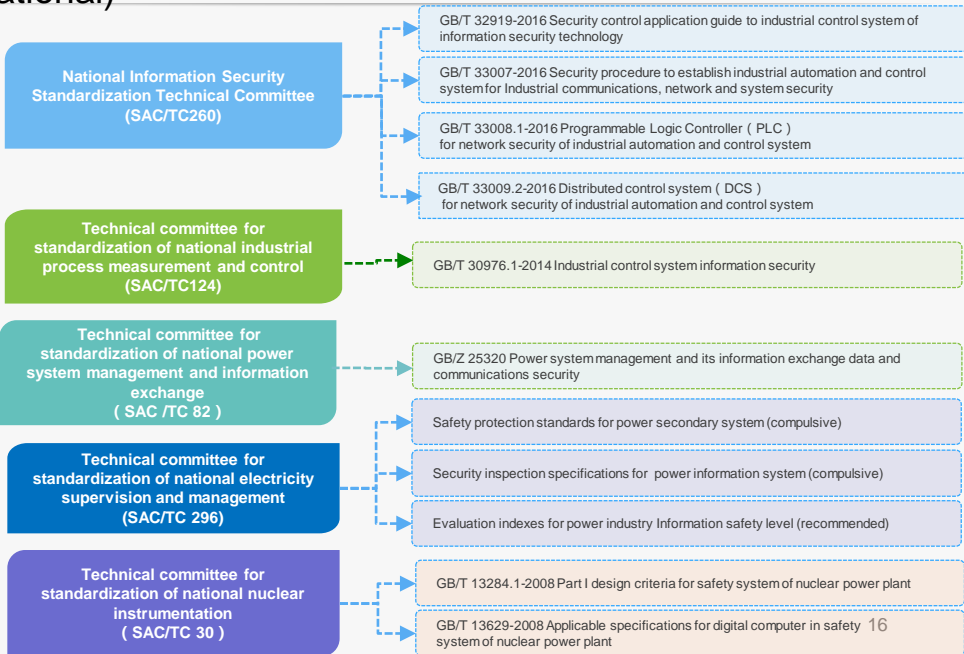 ational)
National Information Security
Standardization Technical Committee
(SAC/TC260)
GB/T 32919-2016 Security control application guide to industrial control system of
information security technology
GB/T 33007-2016 Security procedure to establish industrial automation and control
system for Industrial communications, network and system security
GB/T 33008.1-2016 Programmable Logic Controller ( PLC )
for network security of industrial automation and control system
GB/T 33009.2-2016 Distributed control system ( DCS )
for network security of industrial automation and control system
Technical committee for
standardization of national industrial
process measurement and control
(SAC/TC124)
GB/T 30976.1-2014 Industrial control system information security
Technical committee for
standardization of national power
system management and information
exchange
( SAC /TC 82 )
GB/Z 25320 Power system management and its information exchange data and
communications security
Technical committee for
standardization of national electricity
supervision and management
(SAC/TC 296)
Safety protection standards for power secondary system (compulsive)
Security inspection specifications for power information system (compulsive)
Evaluation indexes for power industry Information safety level (recommended)
Technical committee for
standardization of national nuclear
instrumentation
( SAC/TC 30 )
GB/T 13284.1-2008 Part I design criteria for safety system of nuclear power plant
GB/T 13629-2008 Applicable specifications for digital computer in safety
system of nuclear power plant
16